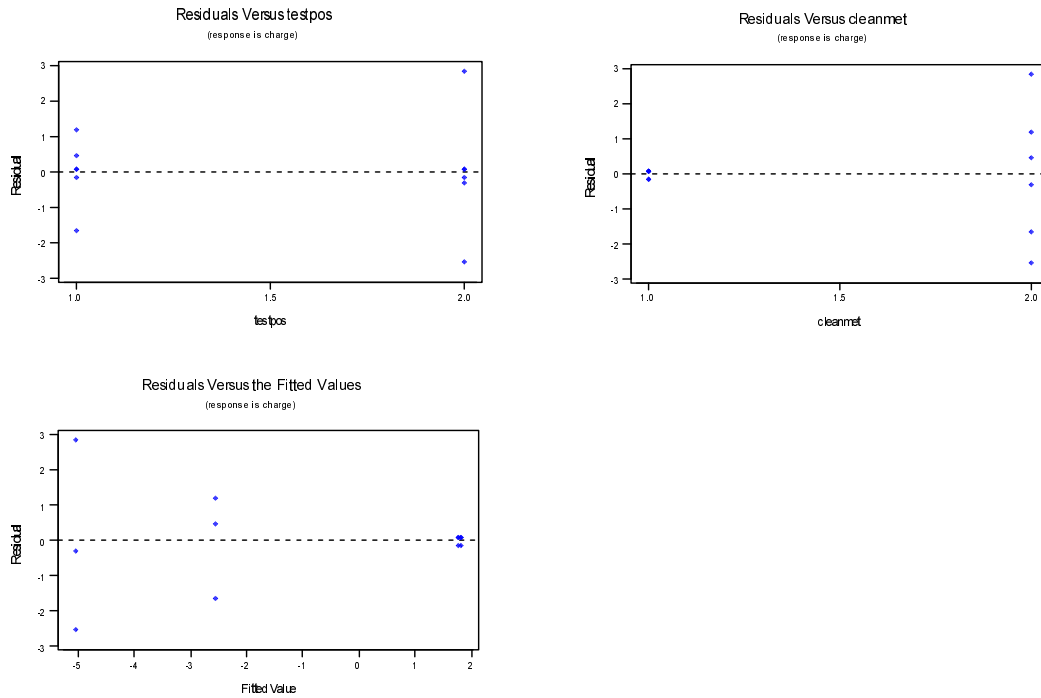 Residuals Versus testpos
(response is charge)
3
2
1
0
-1
-2
-3
Residual
1.0
1.5
2.0
testpos
Residuals Versus cleanmet
(response is charge)
3
2
1
0
-1
-2
-3
Residual
1.0
1.5
2.0
cleanmet
Residuals Versus the Fitted Values
(response is charge)
3
2
1
0
-1
-2
-3
Residual
-5
-4
-3
-2
-1
0
1
2
Fitted Value